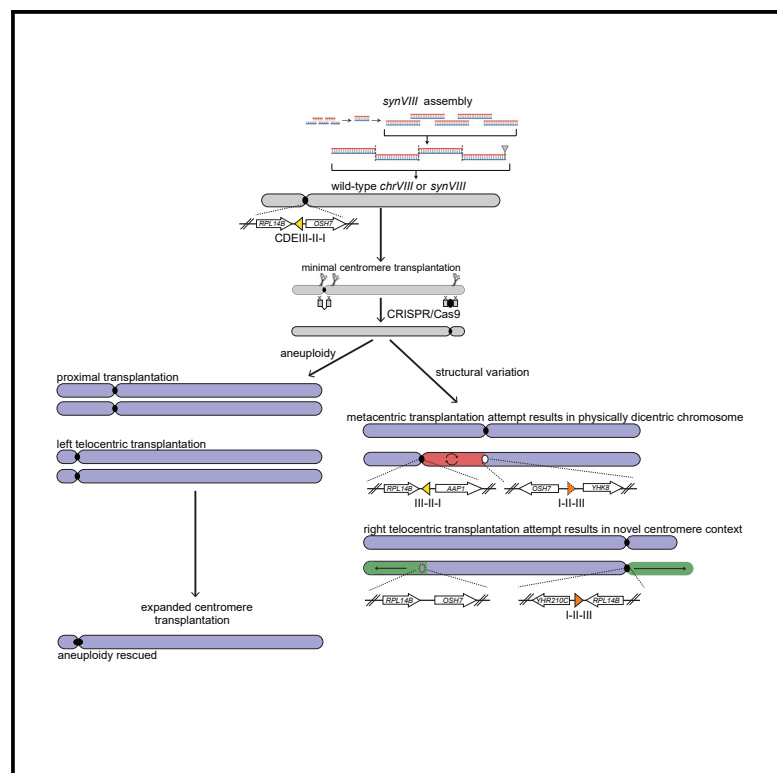 synVIII assembly
wild-type chrVIII or synVIII
RPL14B OSH7
CDEIII-II-I
minimal centromere transplantation
X X X X
CRISPR/Cas9
aneuploidy
structural variation
proximal transplantation
left telocentric transplantation
expanded centromere
transplantation
aneuploidy rescued
metacentric transplantation attempt results in physically dicentric chromosome
RPL14B AAP1 OSH7 YHK8
III-II-I I-II-III
right telocentric transplantation attempt results in novel centromere context
RPL14B OSH7 YHR210C RPL14B
I-II-III